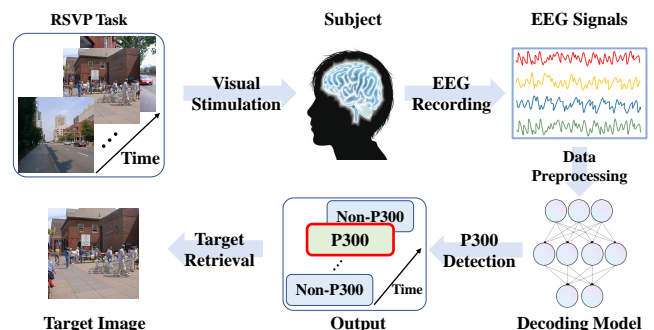 RSVP Task
Subject
EEG Signals
Time
Visual
Stimulation
EEG
Recording
Data
Preprocessing
Non-P300
P300
Non-P300
Time
Target
Retrieval
P300
Detection
Target Image
Output
Decoding Model